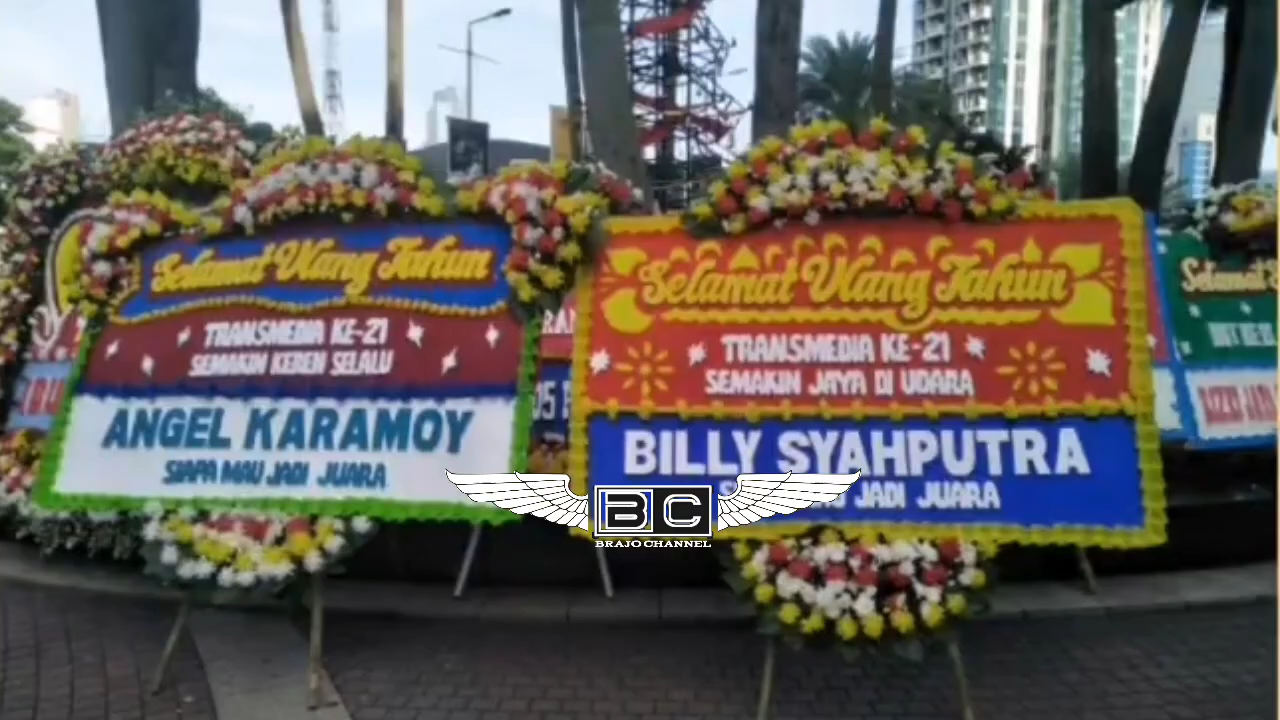 Selamat Ulang Tahun
TRANSMEDIA KE-21
SEMAKIN KEREN SELALU
ANGEL KARAMOY
SIAPA MAU JADI JUARA
Selamat Ulang Tahun
TRANSMEDIA KE-21
SEMAKIN JAYA DI UDARA
BILLY SYAHPUTRA
JADI JUARA
BC
BRAJO CHANNEL
Selamat